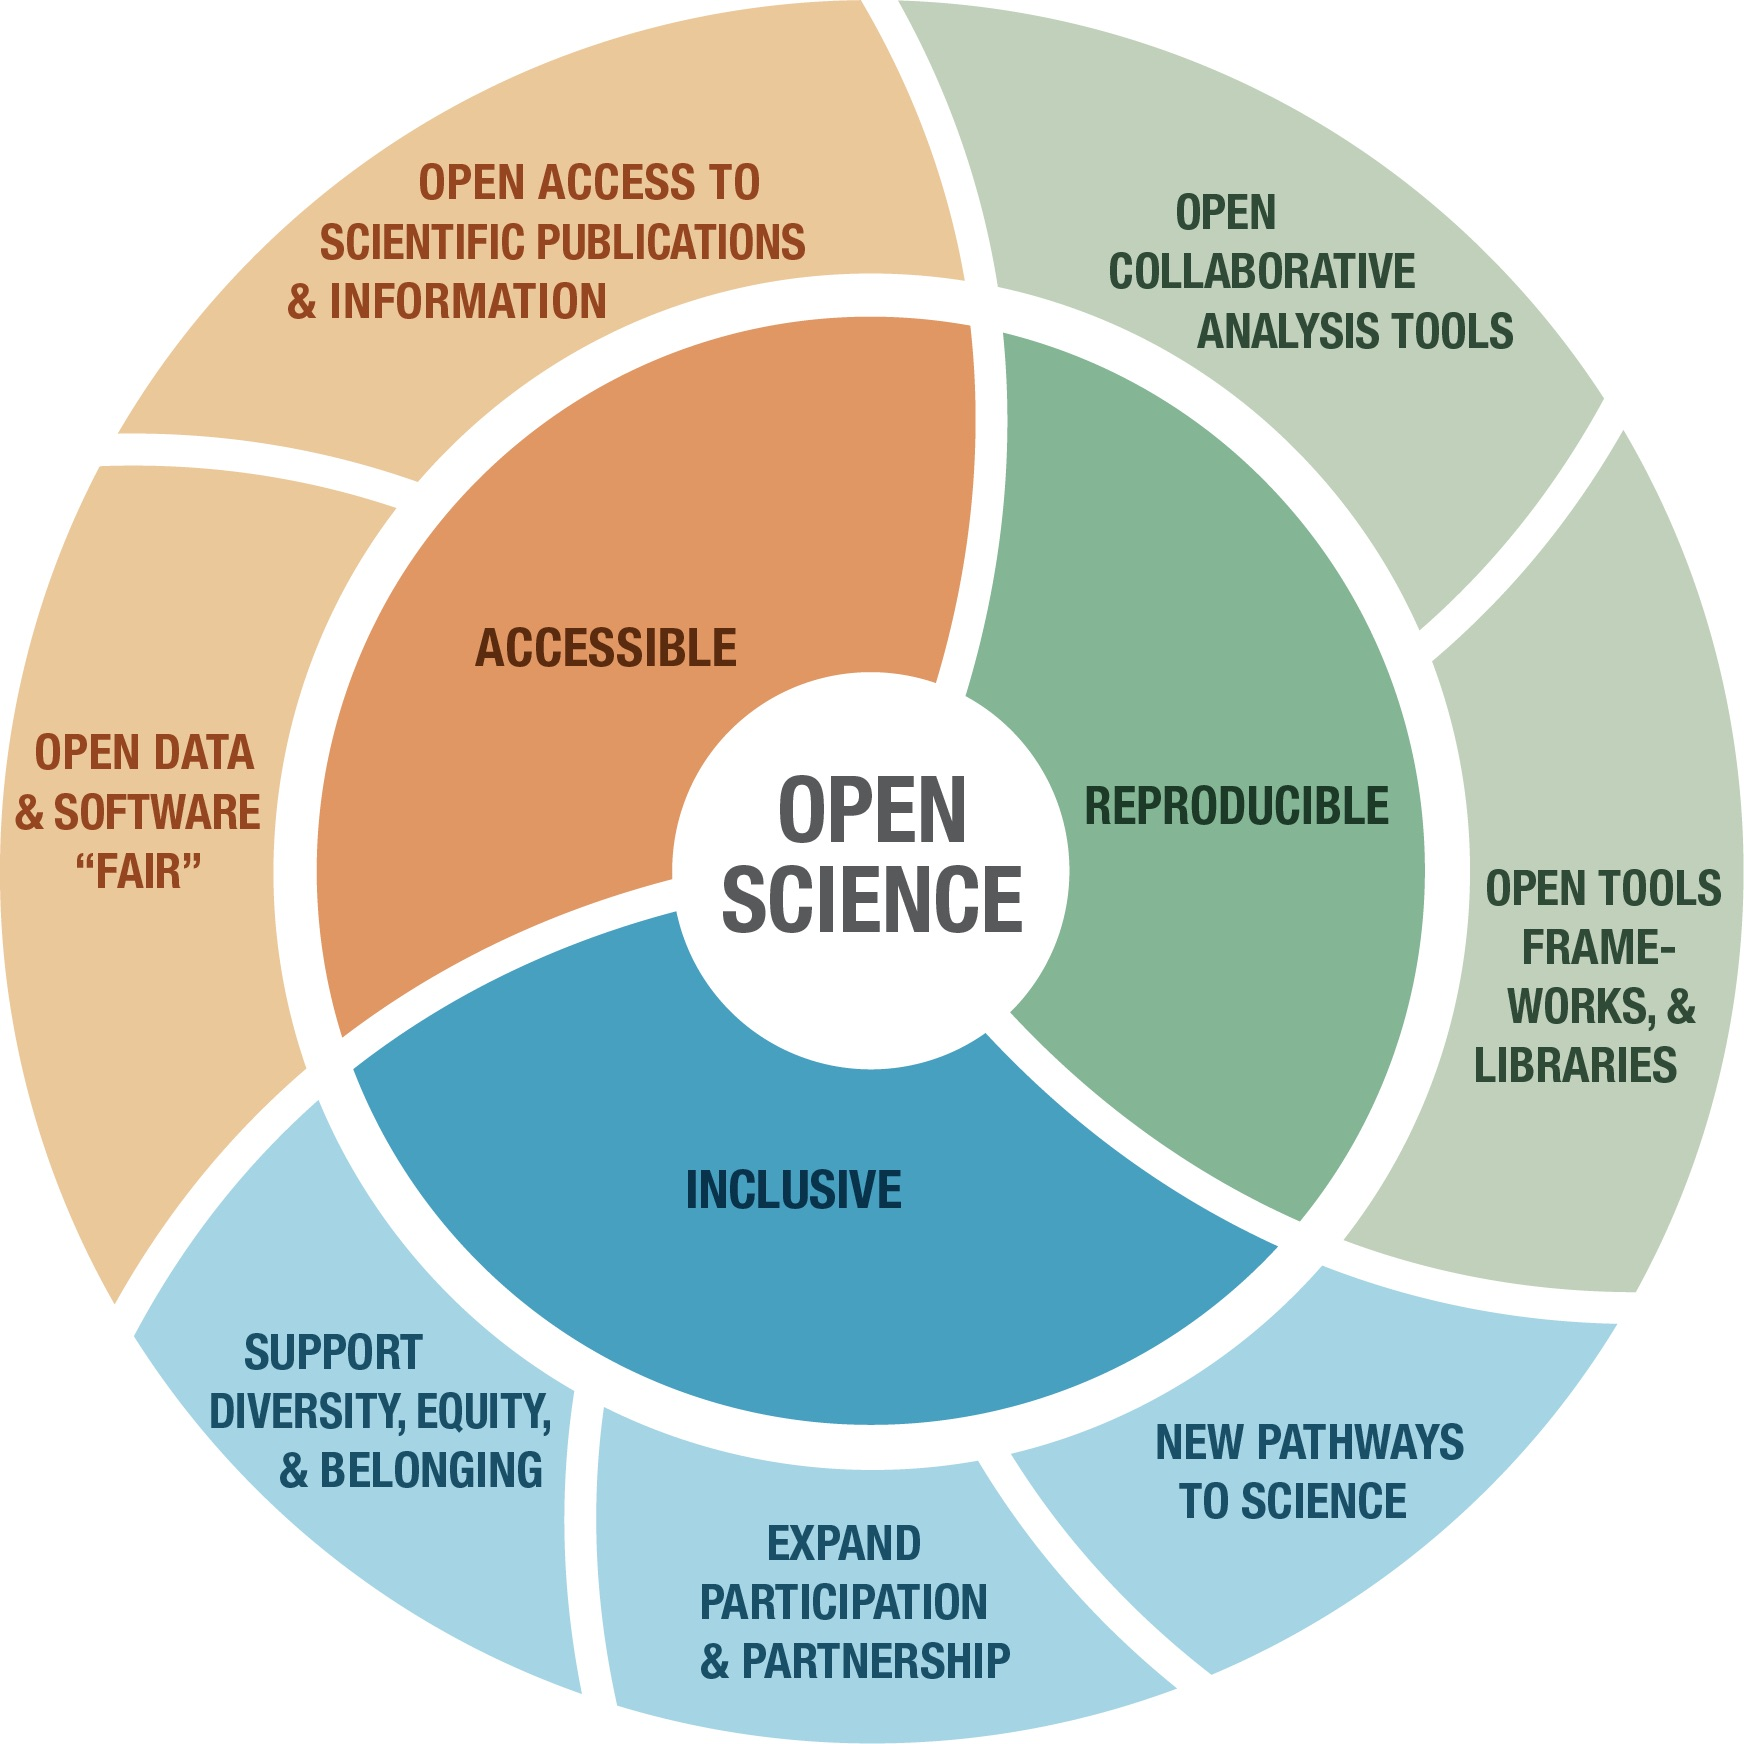 OPEN ACCESS TO
SCIENTIFIC PUBLICATIONS
& INFORMATION
OPEN
COLLABORATIVE
ANALYSIS TOOLS
ACCESSIBLE
OPEN DATA
& SOFTWARE
“FAIR”
OPEN
SCIENCE
REPRODUCIBLE
OPEN TOOLS
FRAME-
WORKS, &
LIBRARIES
INCLUSIVE
SUPPORT
DIVERSITY, EQUITY,
& BELONGING
EXPAND
PARTICIPATION
& PARTNERSHIP
NEW PATHWAYS
TO SCIENCE